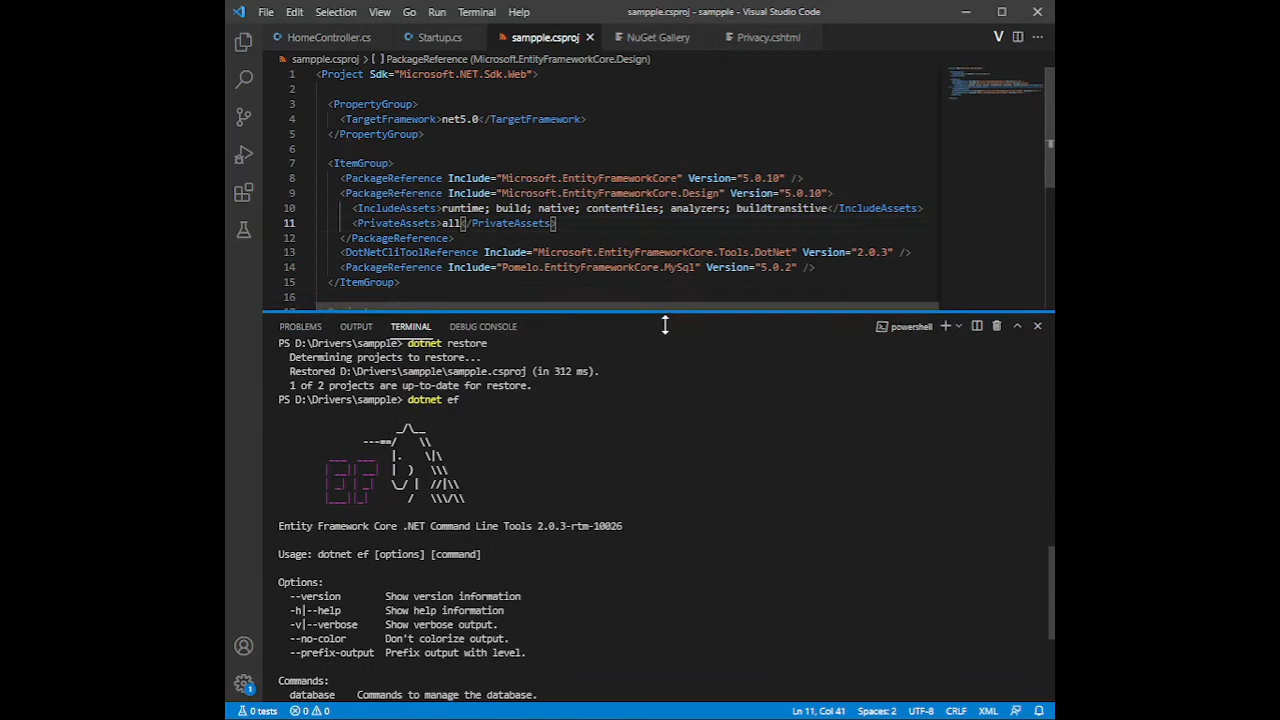 File Edit Selection View Go Run Terminal Help sampple.csproj - sampple - Visual Studio Code
HomeController.cs Startup.cs sampple.csproj NuGet Gallery Privacy.cshtml
sampple.csproj > PackageReference (Microsoft.EntityFrameworkCore.Design)
1 <Project Sdk="Microsoft.NET.Sdk.Web">
2
3 <PropertyGroup>
4 <TargetFramework>net5.0</TargetFramework>
5 </PropertyGroup>
6
7 <ItemGroup>
8 <PackageReference Include="Microsoft.EntityFrameworkCore" Version="5.0.10" />
9 <PackageReference Include="Microsoft.EntityFrameworkCore.Design" Version="5.0.10">
10 <IncludeAssets>runtime; build; native; contentfiles; analyzers; buildtransitive</IncludeAssets>
11 <PrivateAssets>all</PrivateAssets>
12 </PackageReference>
13 <DotNetCliToolReference Include="Microsoft.EntityFrameworkCore.Tools.DotNet" Version="2.0.3" />
14 <PackageReference Include="Pomelo.EntityFrameworkCore.MySql" Version="5.0.2" />
15 </ItemGroup>
16
PROBLEMS OUTPUT TERMINAL DEBUG CONSOLE powershell
PS D:\Drivers\sampple> dotnet restore
Determining projects to restore...
Restored D:\Drivers\sampple\sampple.csproj (in 312 ms).
1 of 2 projects are up-to-date for restore.
PS D:\Drivers\sampple> dotnet ef
EF
Entity Framework Core .NET Command Line Tools 2.0.3-rtm-10026
Usage: dotnet ef [options] [command]
Options:
--version Show version information
-h|--help Show help information
-v|--verbose Show verbose output.
--no-color Don't colorize output.
--prefix-output Prefix output with level.
Commands:
database Commands to manage the database.
0 tests 0 0 Ln 11, Col 41 Spaces: 2 UTF-8 CRLF XML